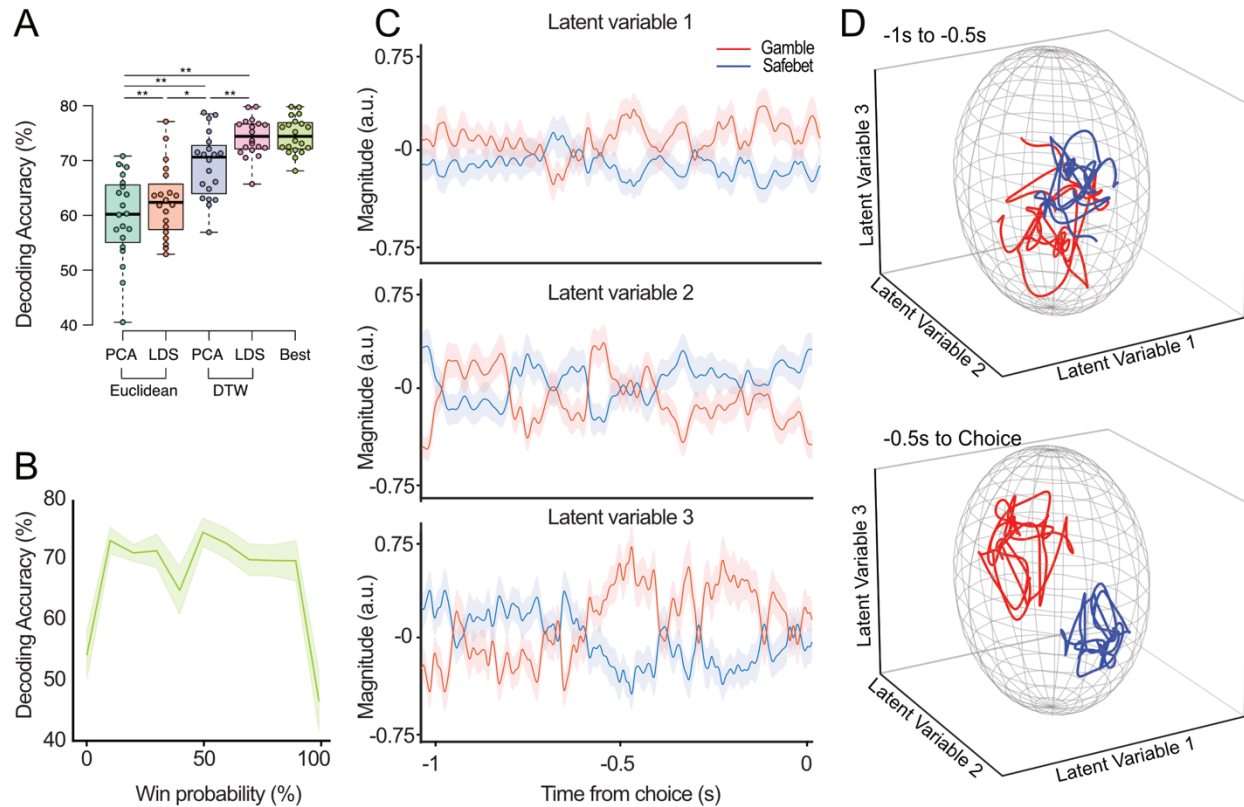 A
**
**
** * **
Decoding Accuracy (%)
80
70
60
50
40
PCA LDS PCA LDS Best
Euclidean DTW
B
Decoding Accuracy (%)
80
70
60
50
40
0 50 100
Win probability (%)
C
Latent variable 1
Gamble
Safebet
Magnitude (a.u.)
0.75
-0
-0.75
Latent variable 2
Magnitude (a.u.)
0.75
-0
-0.75
Latent variable 3
Magnitude (a.u.)
0.75
-0
-0.75
-1 -0.5 0
Time from choice (s)
D
-1s to -0.5s
Latent Variable 3
Latent Variable 2
Latent Variable 1
-0.5s to Choice
Latent Variable 3
Latent Variable 2
Latent Variable 1